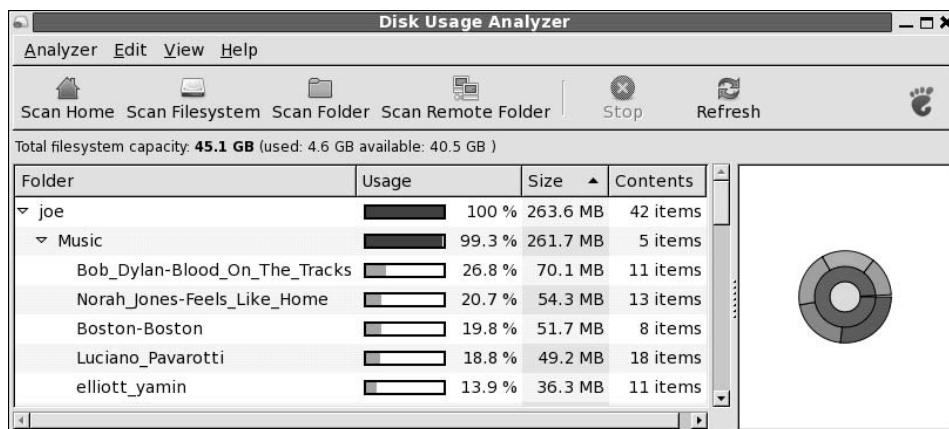 Disk Usage Analyzer
Analyzer Edit View Help
Scan Home Scan Filesystem Scan Folder Scan Remote Folder Stop Refresh
Total filesystem capacity: 45.1 GB (used: 4.6 GB available: 40.5 GB )
Folder Usage Size Contents
joe 100 % 263.6 MB 42 items
Music 99.3 % 261.7 MB 5 items
Bob_Dylan-Blood_On_The_Tracks 26.8 % 70.1 MB 11 items
Norah_Jones-Feels_Like_Home 20.7 % 54.3 MB 13 items
Boston-Boston 19.8 % 51.7 MB 8 items
Luciano_Pavarotti 18.8 % 49.2 MB 18 items
elliott_yamin 13.9 % 36.3 MB 11 items